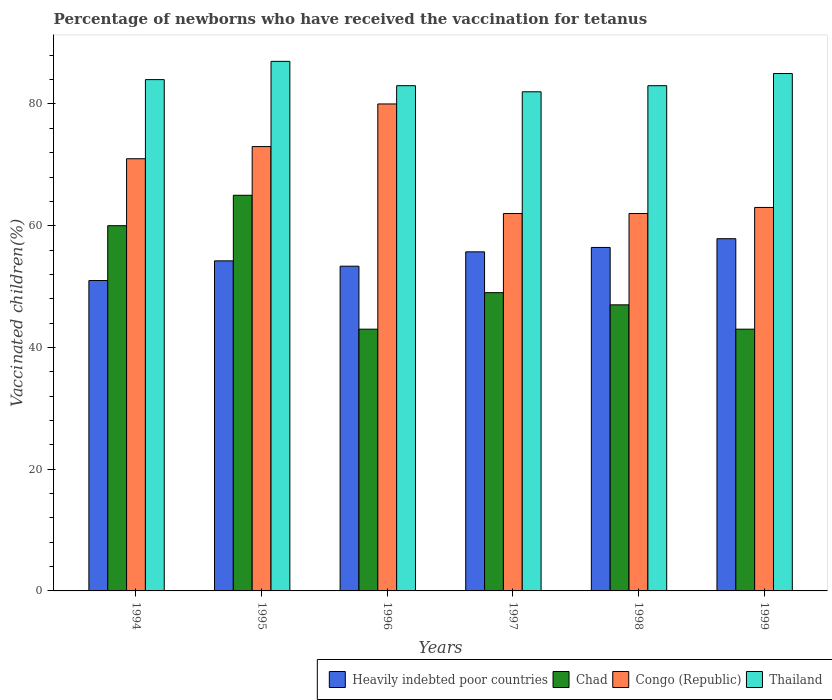 Percentage of newborns who have received the vaccination for tetanus
Vaccinated children(%)
80
60
40
20
0
1994
1995
1996
1997
1998
1999
Years
Heavily indebted poor countries
Chad
Congo (Republic)
Thailand